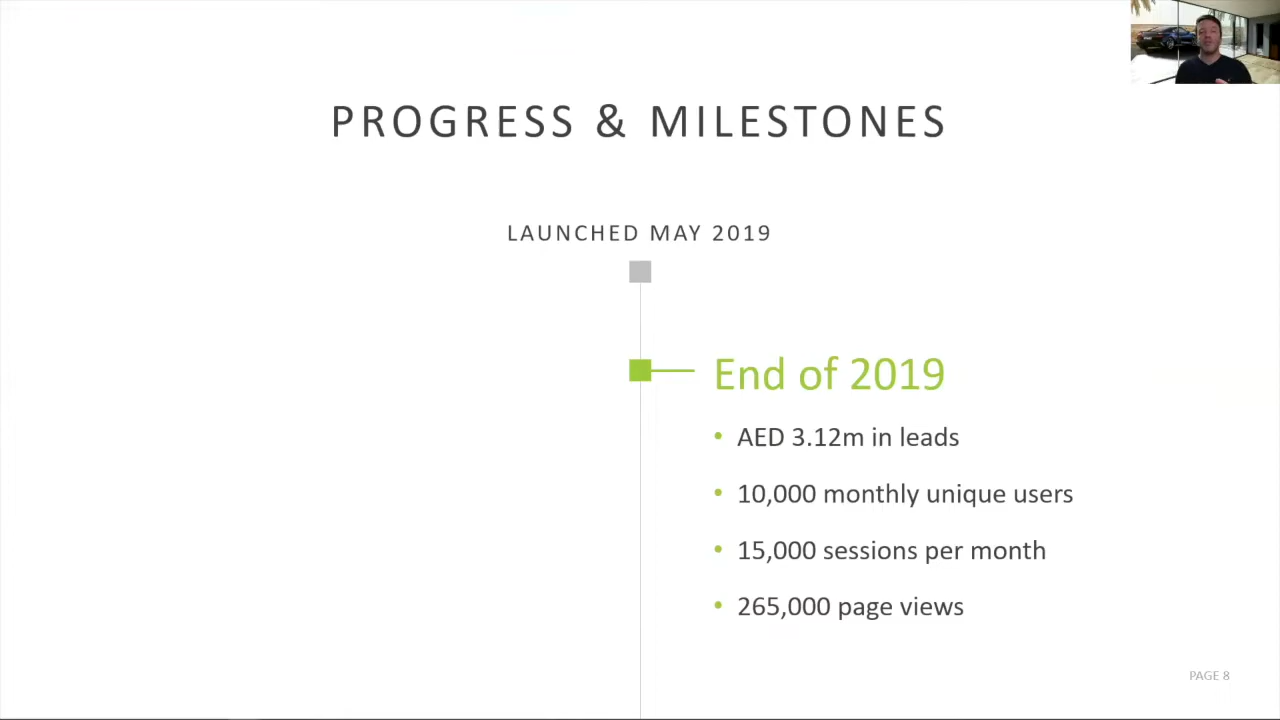 PROGRESS & MILESTONES
LAUNCHED MAY 2019
End of 2019
• AED 3.12m in leads
• 10,000 monthly unique users
• 15,000 sessions per month
• 265,000 page views
PAGE 8